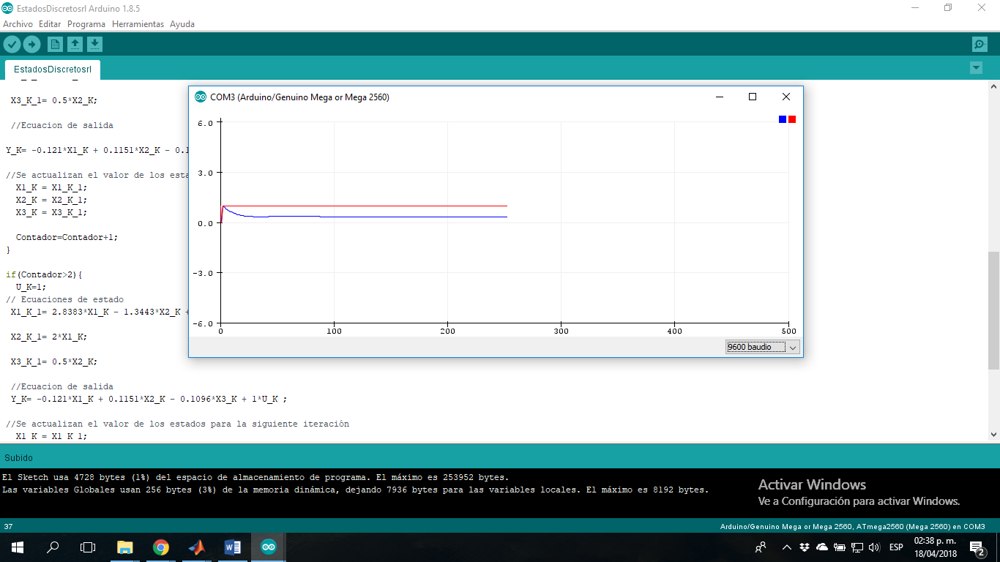 EstadosDiscretosrl Arduino 1.8.5
Archivo Editar Programa Herramientas Ayuda
EstadosDiscretosrl
X3_K_1= 0.5*X2_K;
//Ecuacion de salida
Y_K= -0.121*X1_K + 0.1151*X2_K - 0.1
//Se actualizan el valor de los esta
X1_K = X1_K_1;
X2_K = X2_K_1;
X3_K = X3_K_1;
Contador=Contador+1;
}
if(Contador>2){
U_K=1;
// Ecuaciones de estado
X1_K_1= 2.8383*X1_K - 1.3443*X2_K +
X2_K_1= 2*X1_K;
X3_K_1= 0.5*X2_K;
//Ecuacion de salida
Y_K= -0.121*X1_K + 0.1151*X2_K - 0.1096*X3_K + 1*U_K ;
//Se actualizan el valor de los estados para la siguiente iteración
X1_K = X1_K_1;
COM3 (Arduino/Genuino Mega or Mega 2560)
6.0
3.0
0.0
-3.0
-6.0
0 100 200 300 400 500
9600 baudio
Subido
El Sketch usa 4728 bytes (1%) del espacio de almacenamiento de programa. El máximo es 253952 bytes.
Las variables Globales usan 256 bytes (3%) de la memoria dinámica, dejando 7936 bytes para las variables locales. El máximo es 8192 bytes.
Activar Windows
Ve a Configuración para activar Windows.
37
Arduino/Genuino Mega or Mega 2560, ATmega2560 (Mega 2560) en COM3
ESP
02:38 p. m.
18/04/2018
2